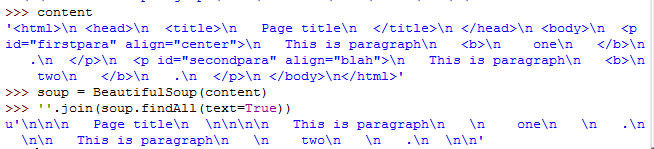 >>> content
'<html>\n <head>\n  <title>\n   Page title\n  </title>\n </head>\n <body>\n  <p
id="firstpara" align="center">\n   This is paragraph\n   <b>\n    one\n   </b>\n
   .\n  </p>\n  <p id="secondpara" align="blah">\n   This is paragraph\n   <b>\n
    two\n   </b>\n   .\n  </p>\n </body>\n</html>'
>>> soup = BeautifulSoup(content)
>>> ''.join(soup.findAll(text=True))
u'\n\n\n   Page title\n  \n\n\n\n   This is paragraph\n   \n    one\n   \n   .\n
  \n\n   This is paragraph\n   \n    two\n   \n   .\n  \n\n'